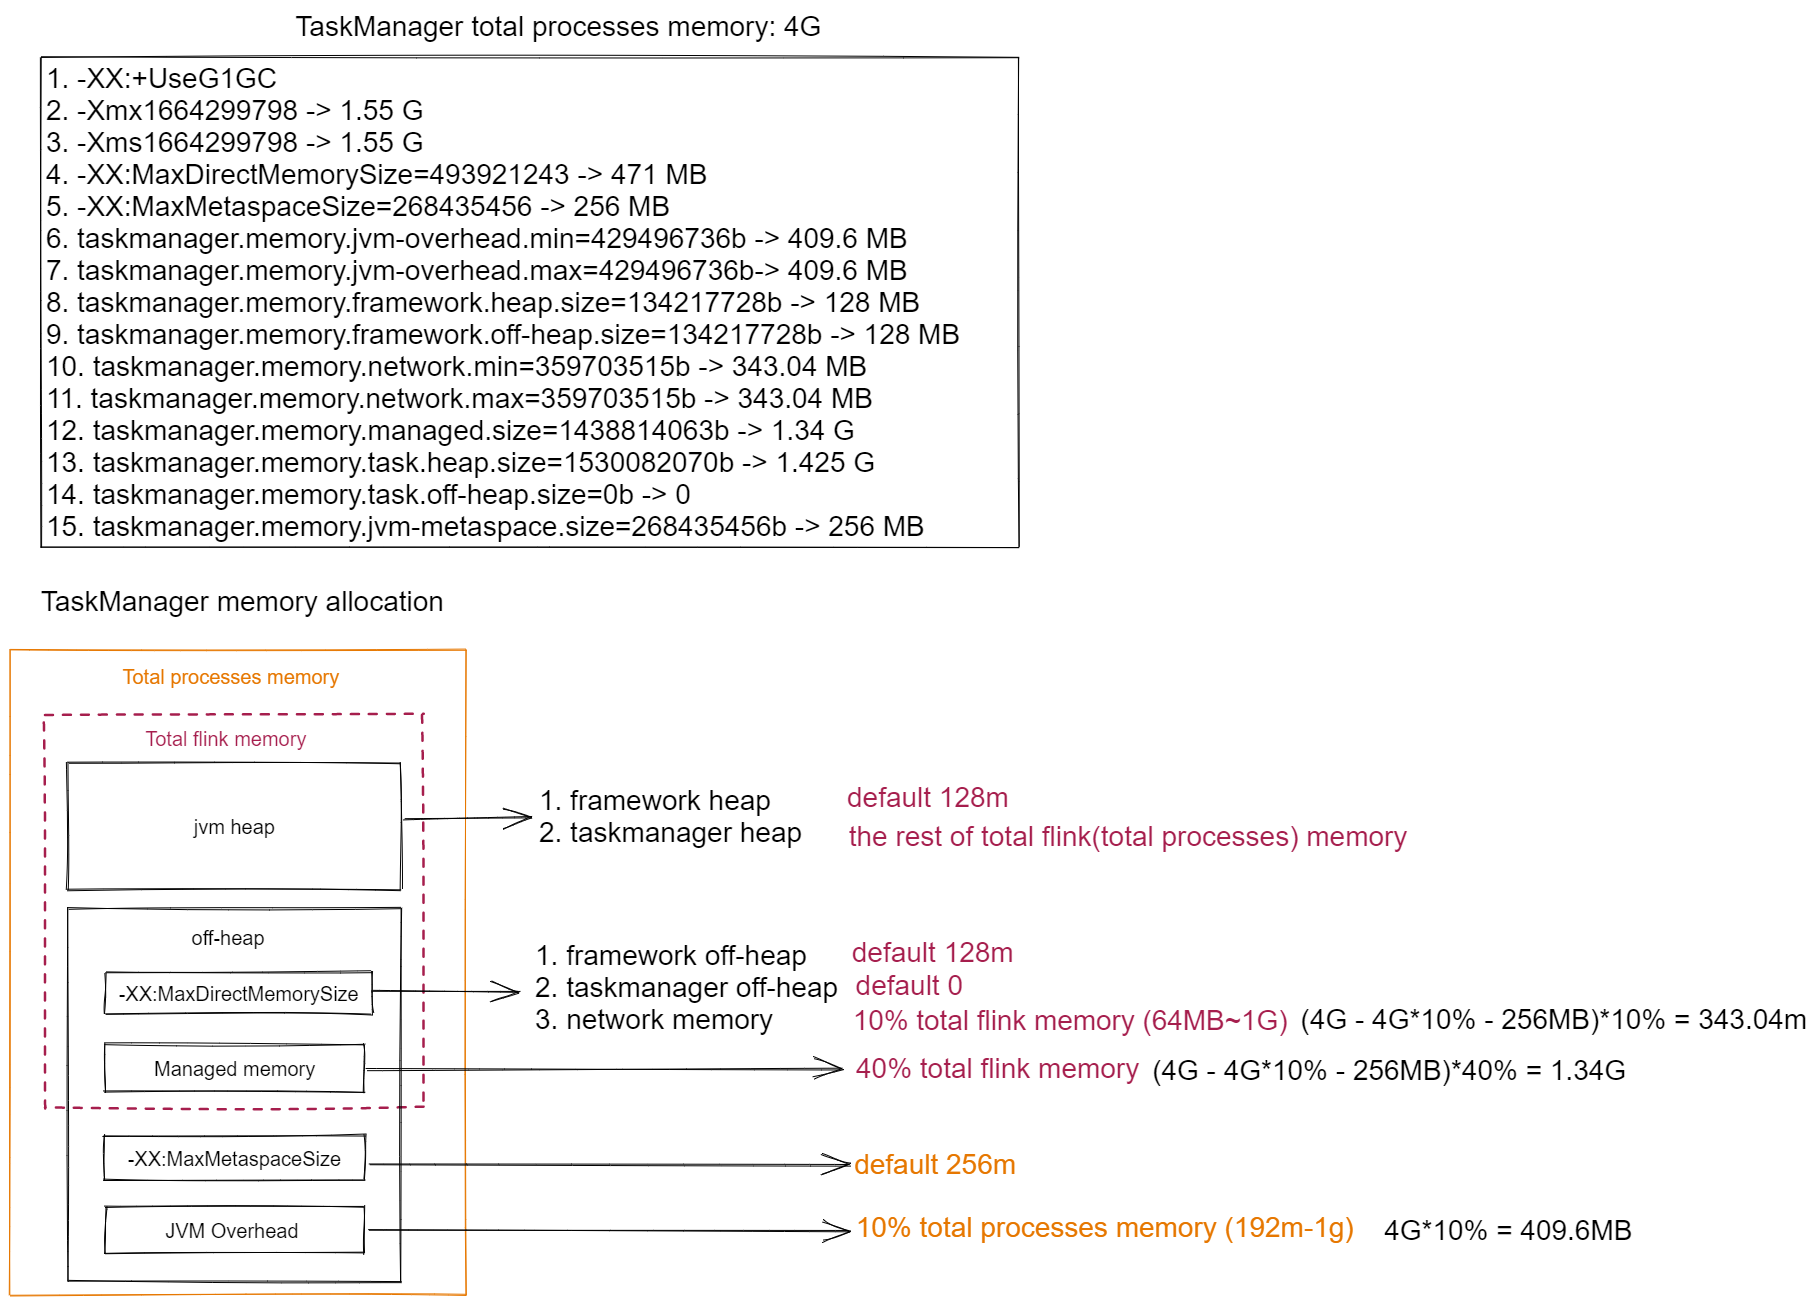 TaskManager total processes memory: 4G
1. -XX:+UseG1GC
2. -Xmx1664299798 -> 1.55 G
3. -Xms1664299798 -> 1.55 G
4. -XX:MaxDirectMemorySize=493921243 -> 471 MB
5. -XX:MaxMetaspaceSize=268435456 -> 256 MB
6. taskmanager.memory.jvm-overhead.min=429496736b -> 409.6 MB
7. taskmanager.memory.jvm-overhead.max=429496736b-> 409.6 MB
8. taskmanager.memory.framework.heap.size=134217728b -> 128 MB
9. taskmanager.memory.framework.off-heap.size=134217728b -> 128 MB
10. taskmanager.memory.network.min=359703515b -> 343.04 MB
11. taskmanager.memory.network.max=359703515b -> 343.04 MB
12. taskmanager.memory.managed.size=1438814063b -> 1.34 G
13. taskmanager.memory.task.heap.size=1530082070b -> 1.425 G
14. taskmanager.memory.task.off-heap.size=0b -> 0
15. taskmanager.memory.jvm-metaspace.size=268435456b -> 256 MB
TaskManager memory allocation
Total processes memory
Total flink memory
jvm heap
1. framework heap default 128m
2. taskmanager heap the rest of total flink(total processes) memory
off-heap
-XX:MaxDirectMemorySize
1. framework off-heap default 128m
2. taskmanager off-heap default 0
3. network memory 10% total flink memory (64MB~1G) (4G - 4G*10% - 256MB)*10% = 343.04m
Managed memory 40% total flink memory (4G - 4G*10% - 256MB)*40% = 1.34G
-XX:MaxMetaspaceSize default 256m
JVM Overhead 10% total processes memory (192m-1g) 4G*10% = 409.6MB